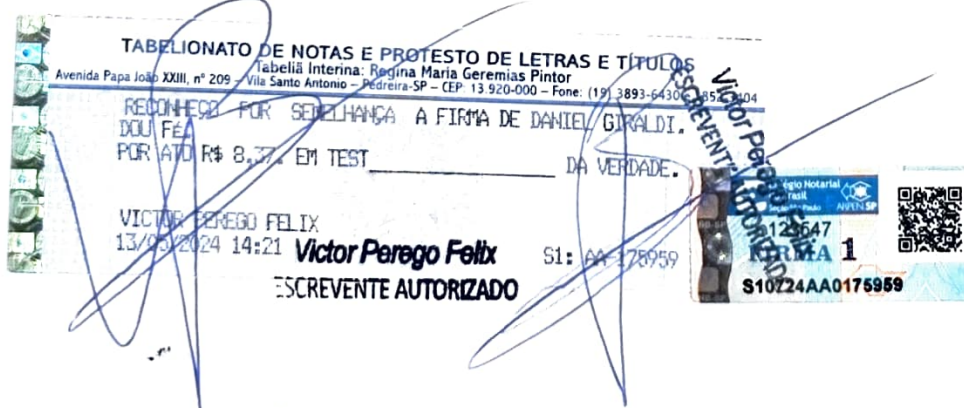 TABELIONATO DE NOTAS E PROTESTO DE LETRAS E TÍTULOS
Tabeliã Interina: Regina Maria Geremias Pintor
Avenida Papa João XXIII, nº 209 – Vila Santo Antonio – Pedreira-SP – CEP: 13.920-000 – Fone: (19) 3893-6430
RECONHEÇO POR SEMELHANÇA A FIRMA DE DANIEL GIRALDI.
DOU FÉ.
POR ATO R$ 8.37. EM TEST DA VERDADE.
VICTOR PEREGO FELIX
13/05/2024 14:21
S1: AA-175959
Victor Perego Felix
ESCREVENTE AUTORIZADO
Victor Perego Felix
ESCREVENTE AUTORIZADO
Notarial
ARPEN SP
FIRMA 1
S10724AA0175959